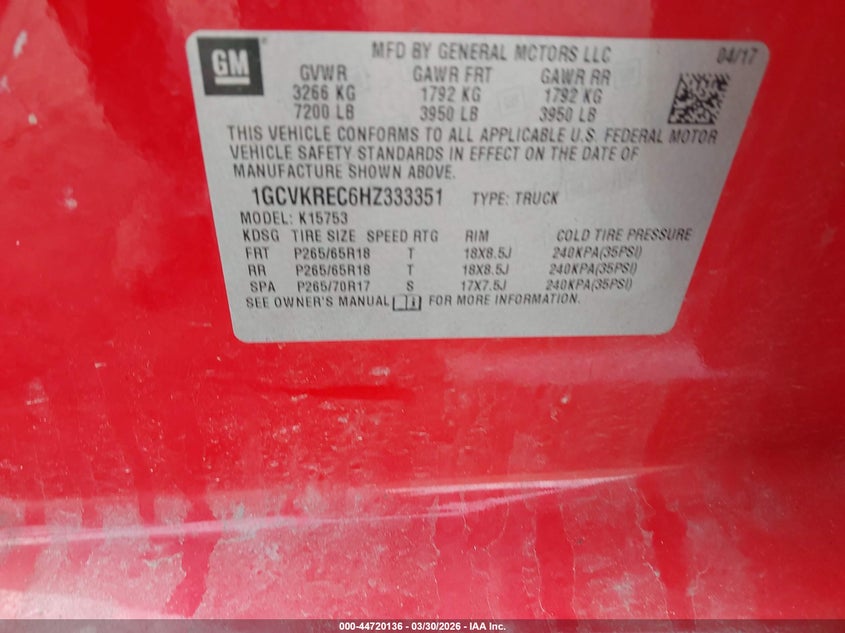 GM
MFD BY GENERAL MOTORS LLC 04/17
GVWR GAWR FRT GAWR RR
3266 KG 1792 KG 1792 KG
7200 LB 3950 LB 3950 LB
THIS VEHICLE CONFORMS TO ALL APPLICABLE U.S. FEDERAL MOTOR
VEHICLE SAFETY STANDARDS IN EFFECT ON THE DATE OF
MANUFACTURE SHOWN ABOVE.
1GCVKREC6HZ333351 TYPE: TRUCK
MODEL: K15753
KDSG TIRE SIZE SPEED RTG RIM COLD TIRE PRESSURE
FRT P265/65R18 T 18X8.5J 240KPA(35PSI)
RR P265/65R18 T 18X8.5J 240KPA(35PSI)
SPA P265/70R17 S 17X7.5J 240KPA(35PSI)
SEE OWNER'S MANUAL i FOR MORE INFORMATION.
000-44720136 | 03/30/2026 - IAA Inc.